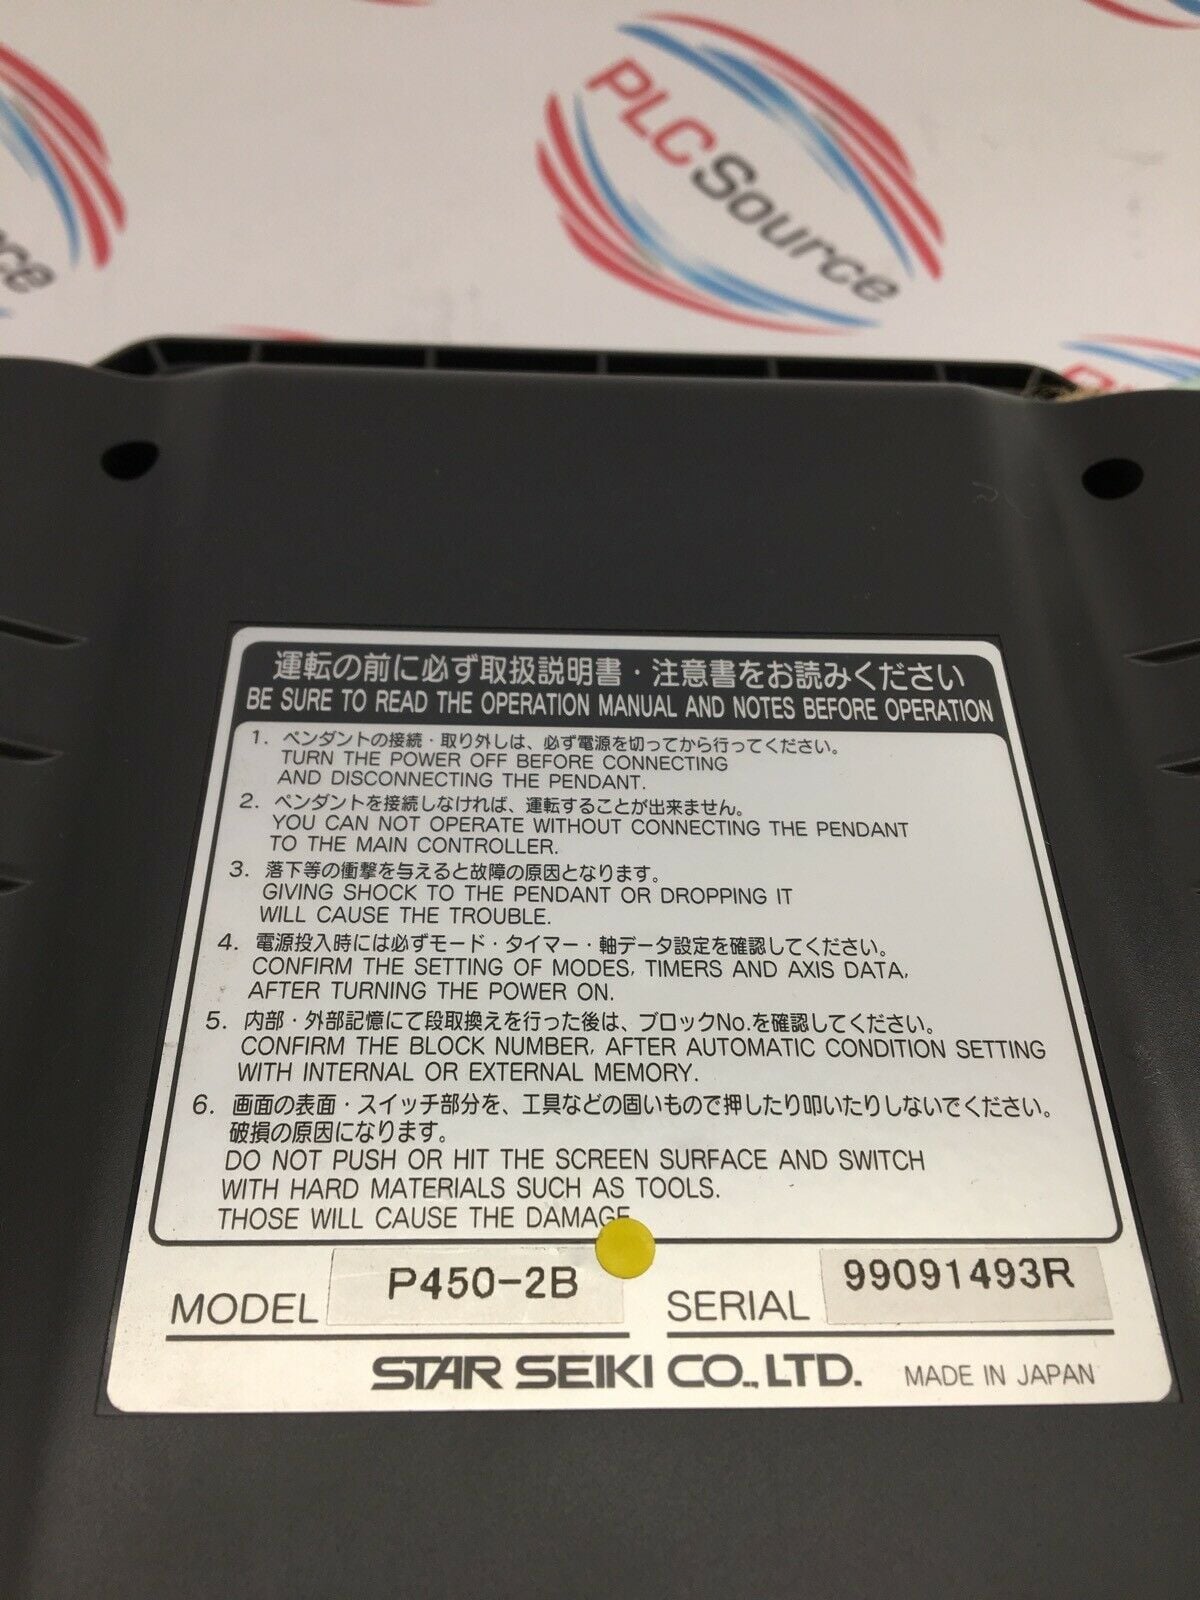 PLCSource
rce
運転の前に必ず取扱説明書・注意書をお読みください
BE SURE TO READ THE OPERATION MANUAL AND NOTES BEFORE OPERATION
1. ペンダントの接続・取り外しは、必ず電源を切ってから行ってください。
TURN THE POWER OFF BEFORE CONNECTING
AND DISCONNECTING THE PENDANT.
2. ペンダントを接続しなければ、運転することが出来ません。
YOU CAN NOT OPERATE WITHOUT CONNECTING THE PENDANT
TO THE MAIN CONTROLLER.
3. 落下等の衝撃を与えると故障の原因となります。
GIVING SHOCK TO THE PENDANT OR DROPPING IT
WILL CAUSE THE TROUBLE.
4. 電源投入時には必ずモード・タイマー・軸データ設定を確認してください。
CONFIRM THE SETTING OF MODES, TIMERS AND AXIS DATA,
AFTER TURNING THE POWER ON.
5. 内部・外部記憶にて段取換えを行った後は、ブロックNo.を確認してください。
CONFIRM THE BLOCK NUMBER, AFTER AUTOMATIC CONDITION SETTING
WITH INTERNAL OR EXTERNAL MEMORY.
6. 画面の表面・スイッチ部分を、工具などの固いもので押したり叩いたりしないでください。
破損の原因になります。
DO NOT PUSH OR HIT THE SCREEN SURFACE AND SWITCH
WITH HARD MATERIALS SUCH AS TOOLS.
THOSE WILL CAUSE THE DAMAGE
MODEL P450-2B SERIAL 99091493R
STAR SEIKI CO.,LTD. MADE IN JAPAN